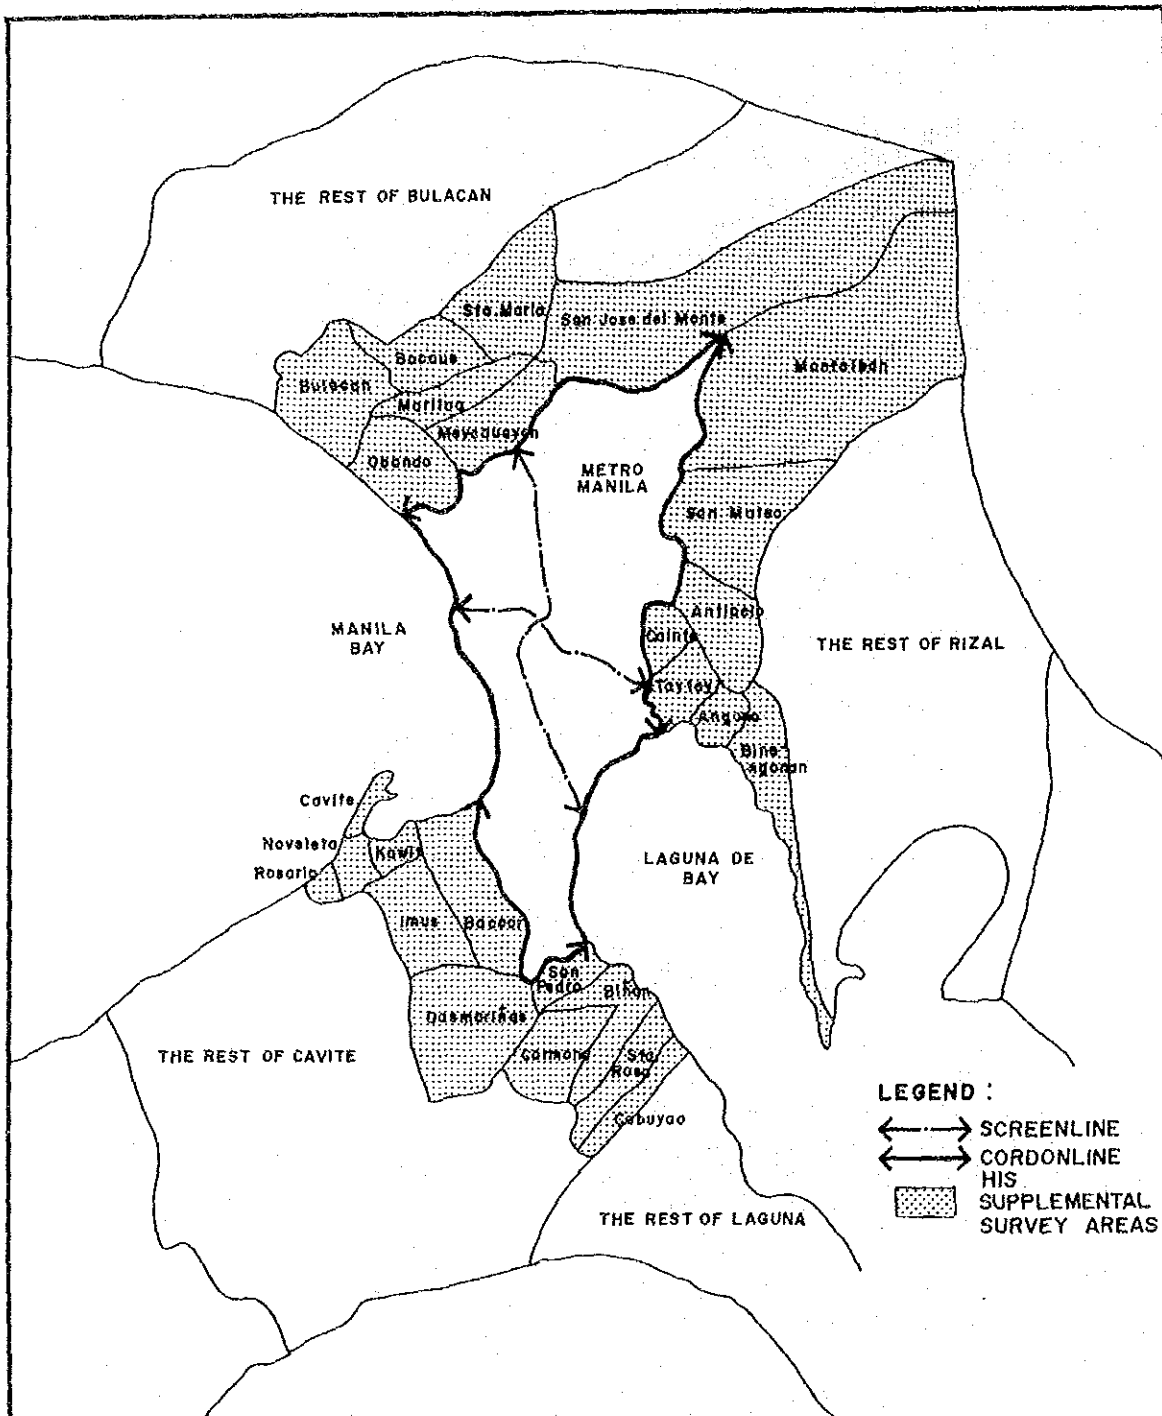 THE REST OF BULACAN
Sta. Maria
San Jose del Monte
Bocaue
Bulacan
Montalban
Marilao
Meycauayan
Obando
METRO
MANILA
San Mateo
Antipolo
MANILA
BAY
Cainta
THE REST OF RIZAL
Taytay
Angono
Bina-
agonan
Cavite
Novaleta
Kawit
Rosario
LAGUNA DE
BAY
Imus
Bacoor
San
Pedro
Biñan
Dasmariñas
Carmona
THE REST OF CAVITE
Sta.
Rosa
Cabuyao
LEGEND :
SCREENLINE
CORDONLINE
HIS
SUPPLEMENTAL
SURVEY AREAS
THE REST OF LAGUNA